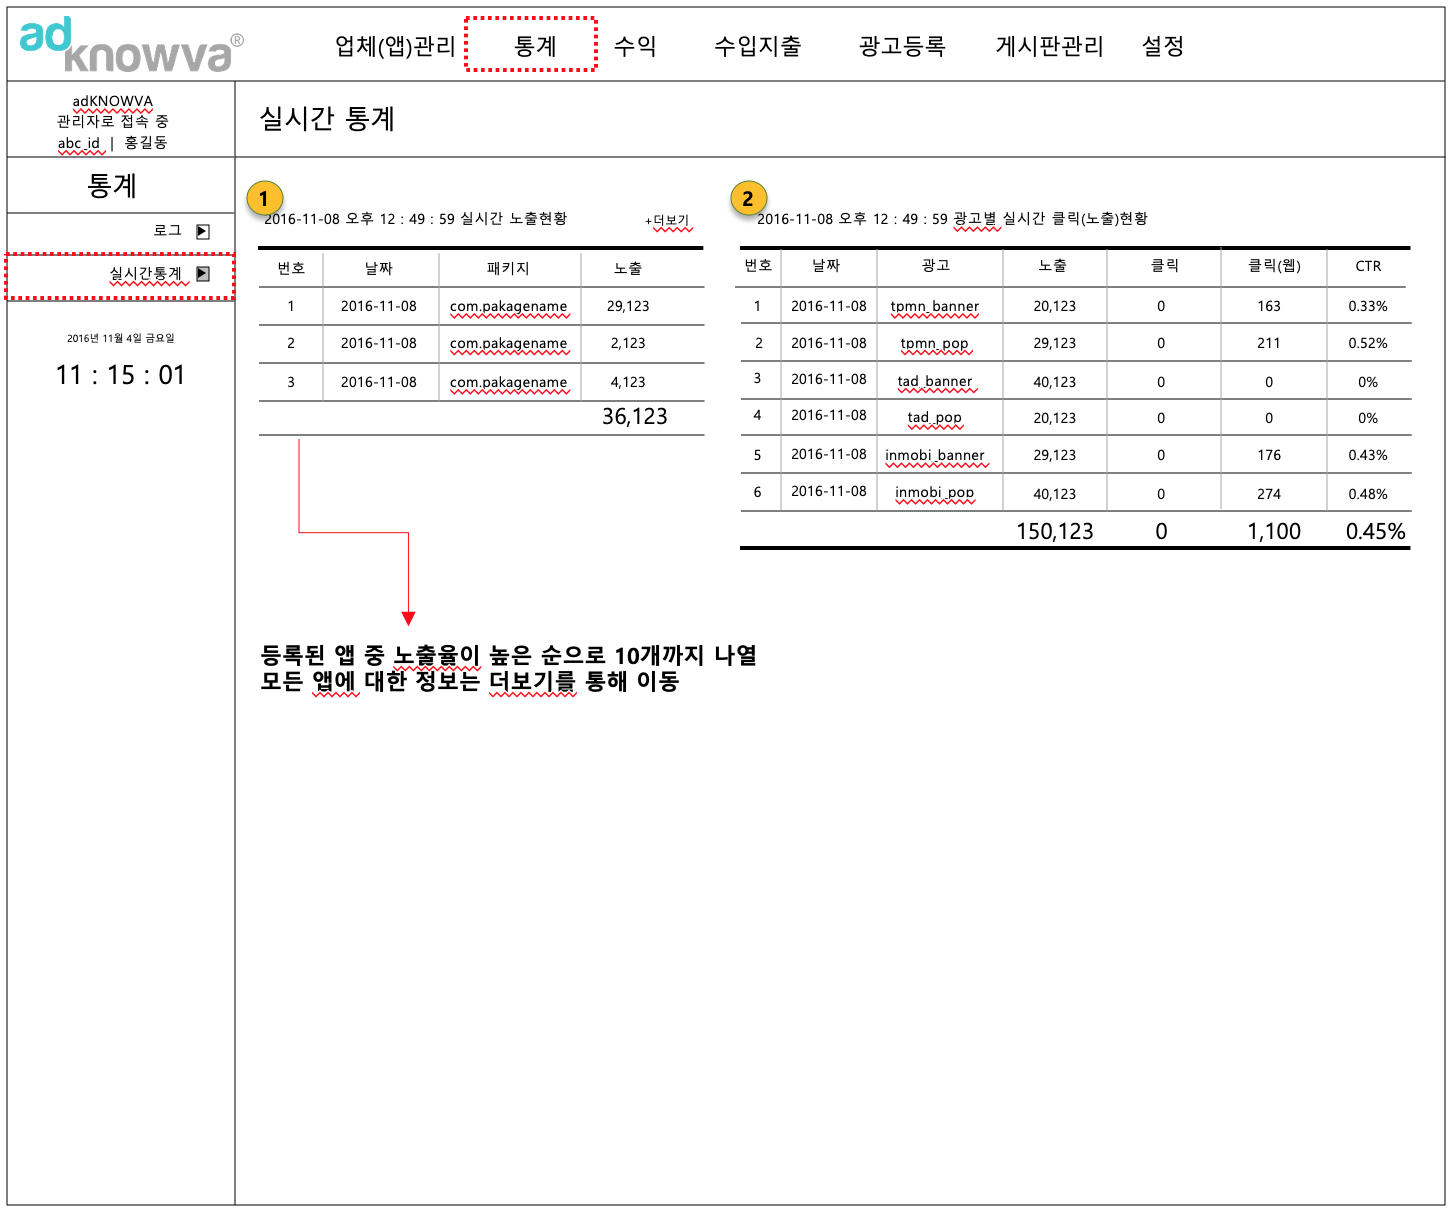 adknowva®
업체(앱)관리 통계 수익 수입지출 광고등록 게시판관리 설정
adKNOWVA
관리자로 접속 중
abc_id | 홍길동
실시간 통계
통계
로그
실시간통계
2016년 11월 4일 금요일
11 : 15 : 01
1
2016-11-08 오후 12 : 49 : 59 실시간 노출현황
+더보기
번호 날짜 패키지 노출
1 2016-11-08 com.pakagename 29,123
2 2016-11-08 com.pakagename 2,123
3 2016-11-08 com.pakagename 4,123
36,123
2
2016-11-08 오후 12 : 49 : 59 광고별 실시간 클릭(노출)현황
번호 날짜 광고 노출 클릭 클릭(웹) CTR
1 2016-11-08 tpmn_banner 20,123 0 163 0.33%
2 2016-11-08 tpmn_pop 29,123 0 211 0.52%
3 2016-11-08 tad_banner 40,123 0 0 0%
4 2016-11-08 tad_pop 20,123 0 0 0%
5 2016-11-08 inmobi_banner 29,123 0 176 0.43%
6 2016-11-08 inmobi_pop 40,123 0 274 0.48%
150,123 0 1,100 0.45%
등록된 앱 중 노출율이 높은 순으로 10개까지 나열
모든 앱에 대한 정보는 더보기를 통해 이동